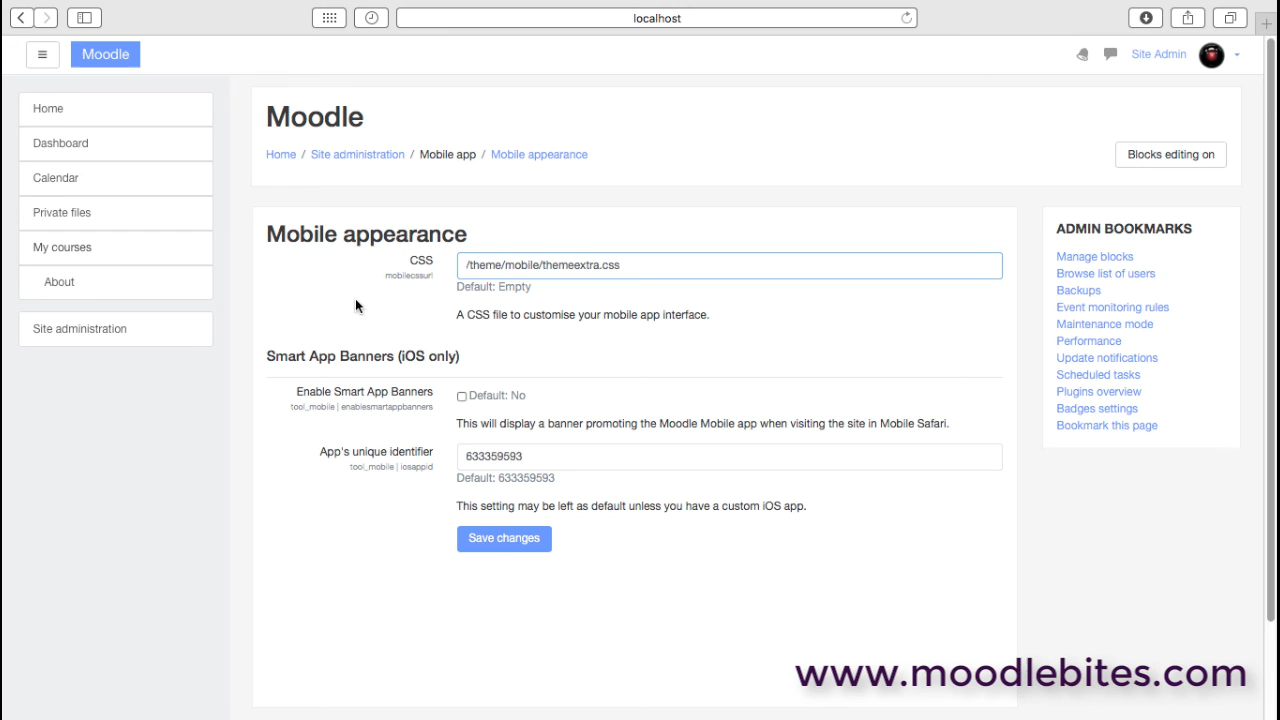 localhost
Moodle
Site Admin
Home
Dashboard
Calendar
Private files
My courses
About
Site administration
Moodle
Home / Site administration / Mobile app / Mobile appearance
Blocks editing on
Mobile appearance
CSS
mobilecssurl
/theme/mobile/themeextra.css
Default: Empty
A CSS file to customise your mobile app interface.
Smart App Banners (iOS only)
Enable Smart App Banners
tool_mobile | enablesmartappbanners
Default: No
This will display a banner promoting the Moodle Mobile app when visiting the site in Mobile Safari.
App's unique identifier
tool_mobile | iosappid
633359593
Default: 633359593
This setting may be left as default unless you have a custom iOS app.
Save changes
ADMIN BOOKMARKS
Manage blocks
Browse list of users
Backups
Event monitoring rules
Maintenance mode
Performance
Update notifications
Scheduled tasks
Plugins overview
Badges settings
Bookmark this page
www.moodlebites.com